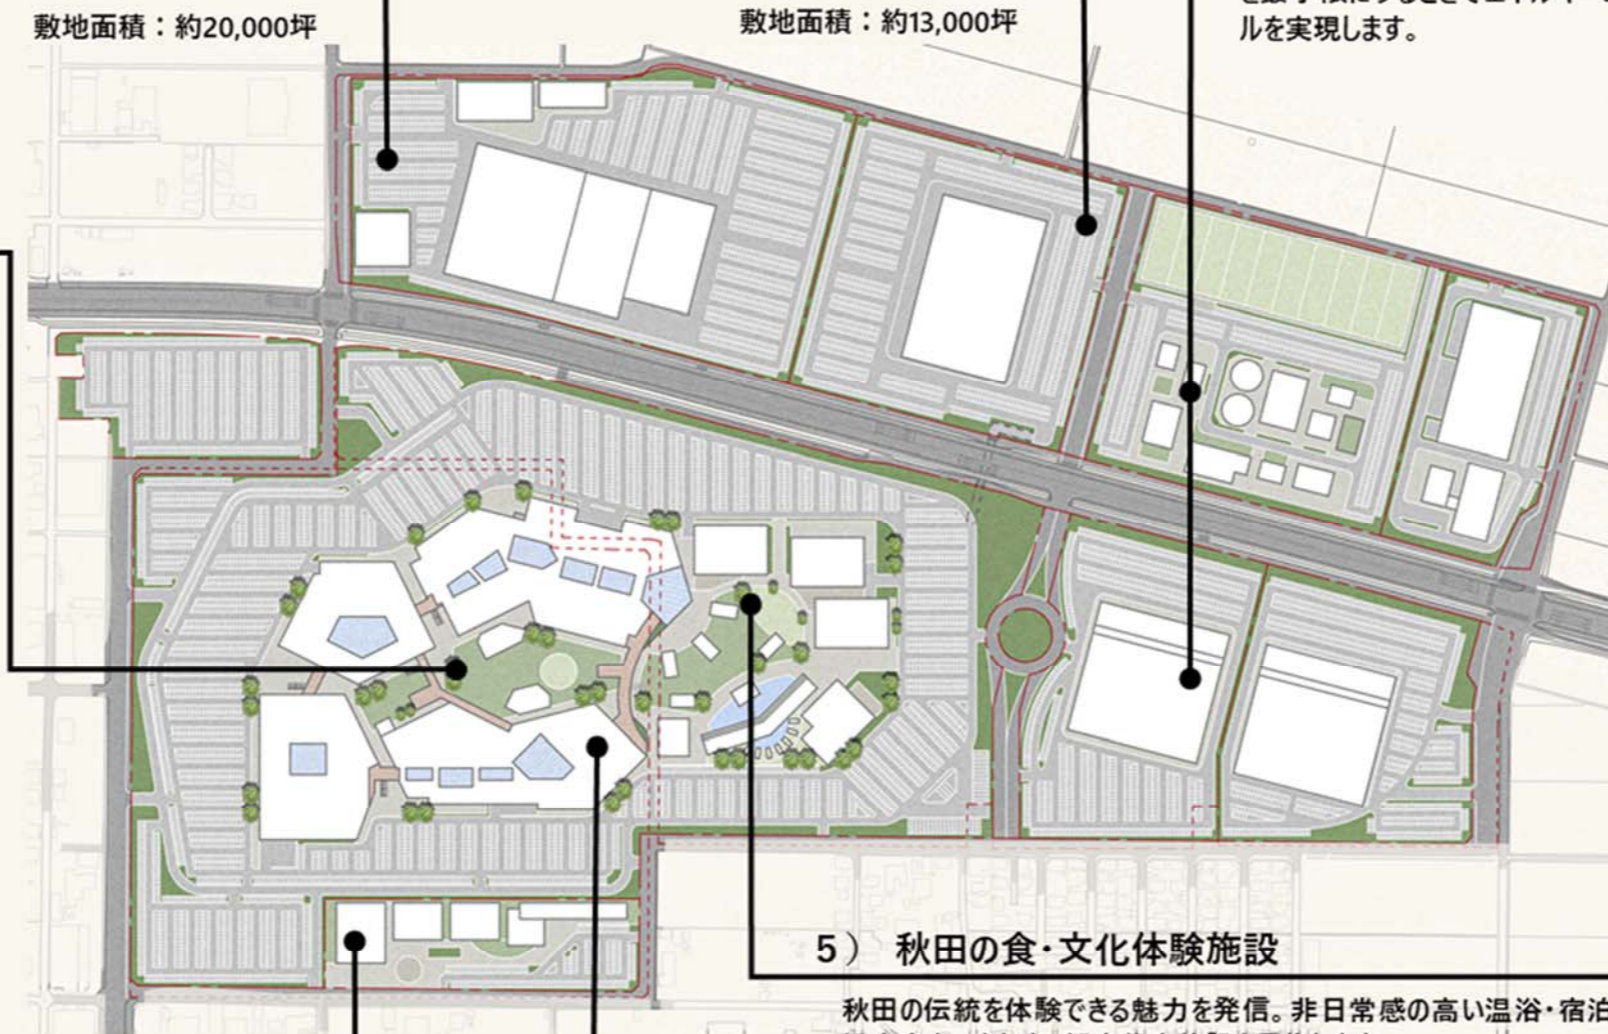 敷地面積：約20,000坪
敷地面積：約13,000坪
ルを実現します。
5） 秋田の食・文化体験施設
秋田の伝統を体験できる魅力を発信。非日常感の高い温浴・宿泊